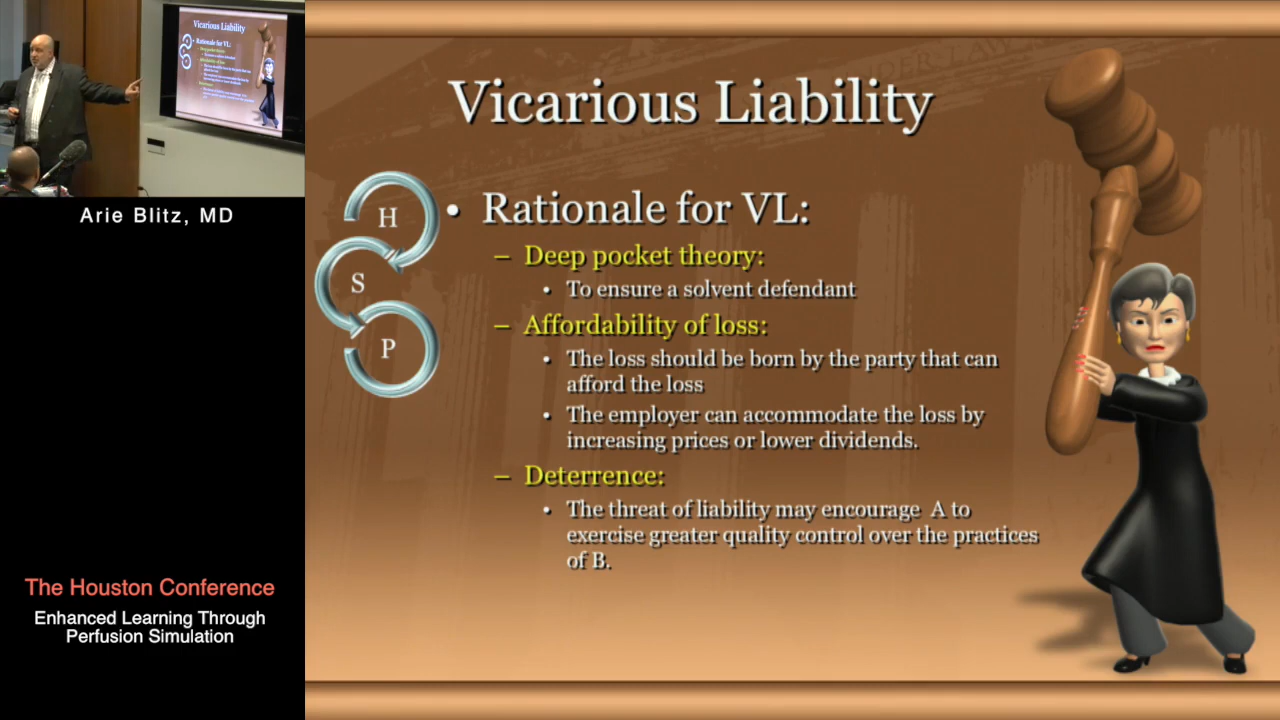 Vicarious Liability
H
S
P
• Rationale for VL:
– Deep pocket theory:
• To ensure a solvent defendant
– Affordability of loss:
• The loss should be born by the party that can
afford the loss
• The employer can accommodate the loss by
increasing prices or lower dividends.
– Deterrence:
• The threat of liability may encourage A to
exercise greater quality control over the practices
of B.
Vicarious Liability
Rationale for VL:
Arie Blitz, MD
The Houston Conference
Enhanced Learning Through
Perfusion Simulation